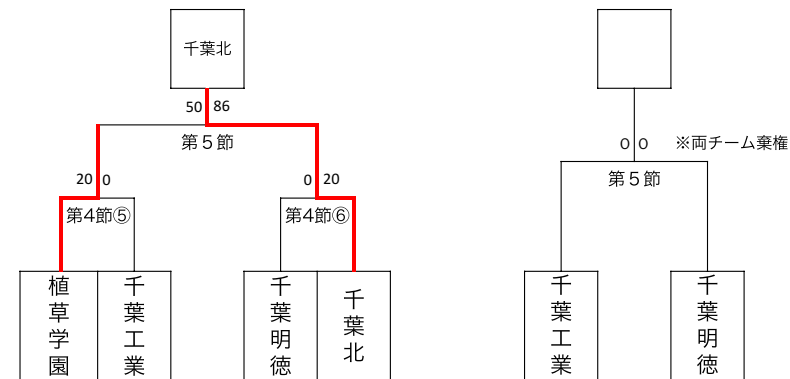 千葉北
50 86
第５節
0 0 ※両チーム棄権
第５節
20 0
0 20
第4節⑤
第4節⑥
植草学園
千葉工業
千葉明徳
千葉北
千葉工業
千葉明徳